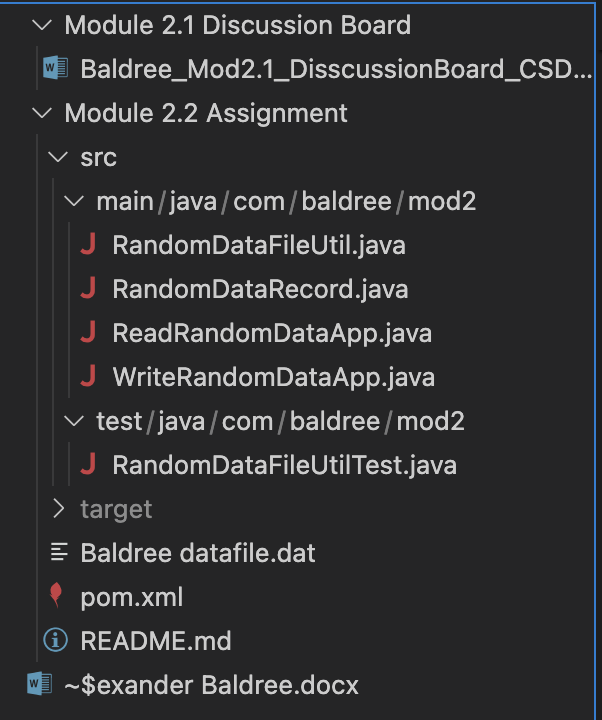 Module 2.1 Discussion Board
Baldree_Mod2.1_DisscussionBoard_CSD...
Module 2.2 Assignment
src
main/java/com/baldree/mod2
RandomDataFileUtil.java
RandomDataRecord.java
ReadRandomDataApp.java
WriteRandomDataApp.java
test/java/com/baldree/mod2
RandomDataFileUtilTest.java
target
Baldree datafile.dat
pom.xml
README.md
~$exander Baldree.docx